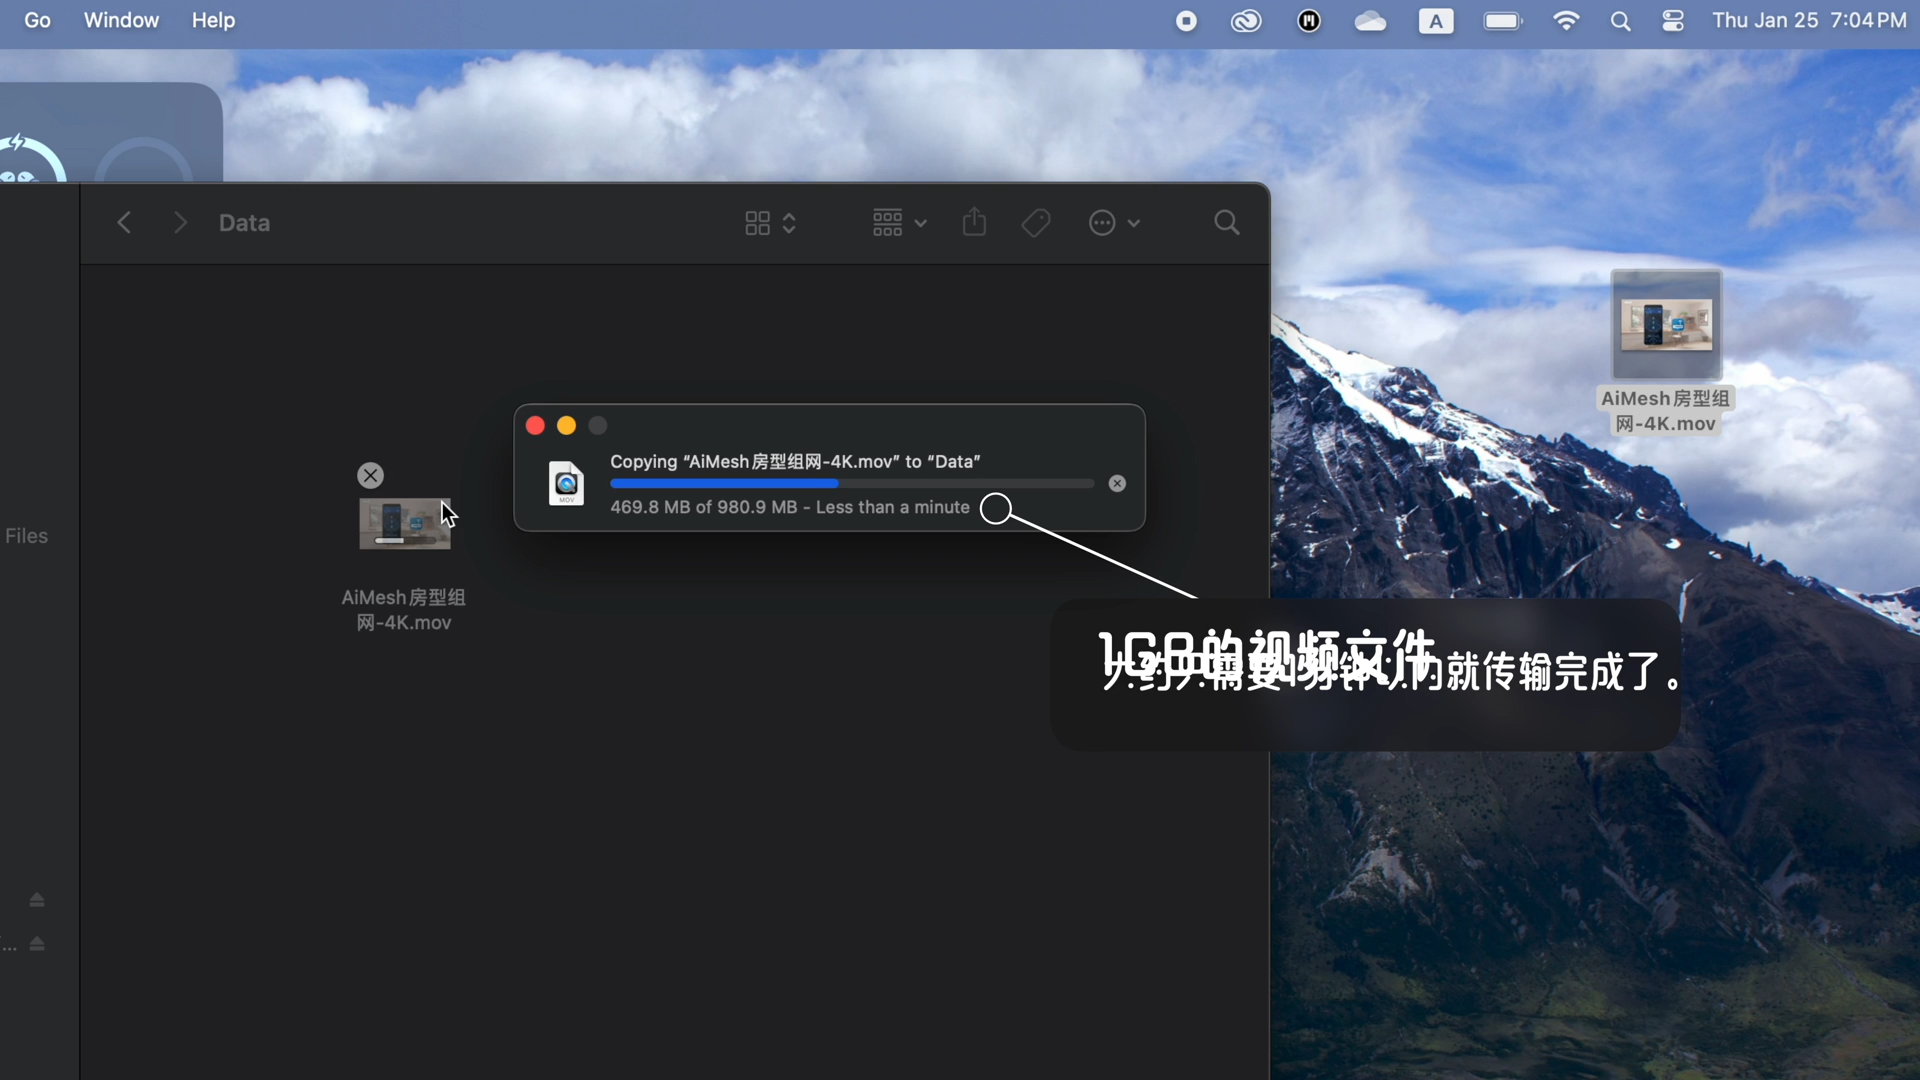 Go Window Help
A
Thu Jan 25 7:04 PM
Data
Copying “AiMesh房型组网-4K.mov” to “Data”
MOV
469.8 MB of 980.9 MB - Less than a minute
AiMesh房型组
网-4K.mov
Files
AiMesh房型组
网-4K.mov
1GB的视频文件
就传输完成了。
...